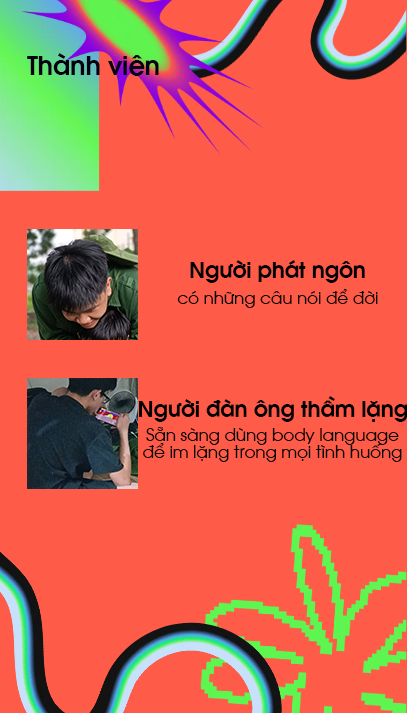 Thành viên
Người phát ngôn
có những câu nói để đời
Người đàn ông thầm lặng
Sẵn sàng dùng body language
để im lặng trong mọi tình huống